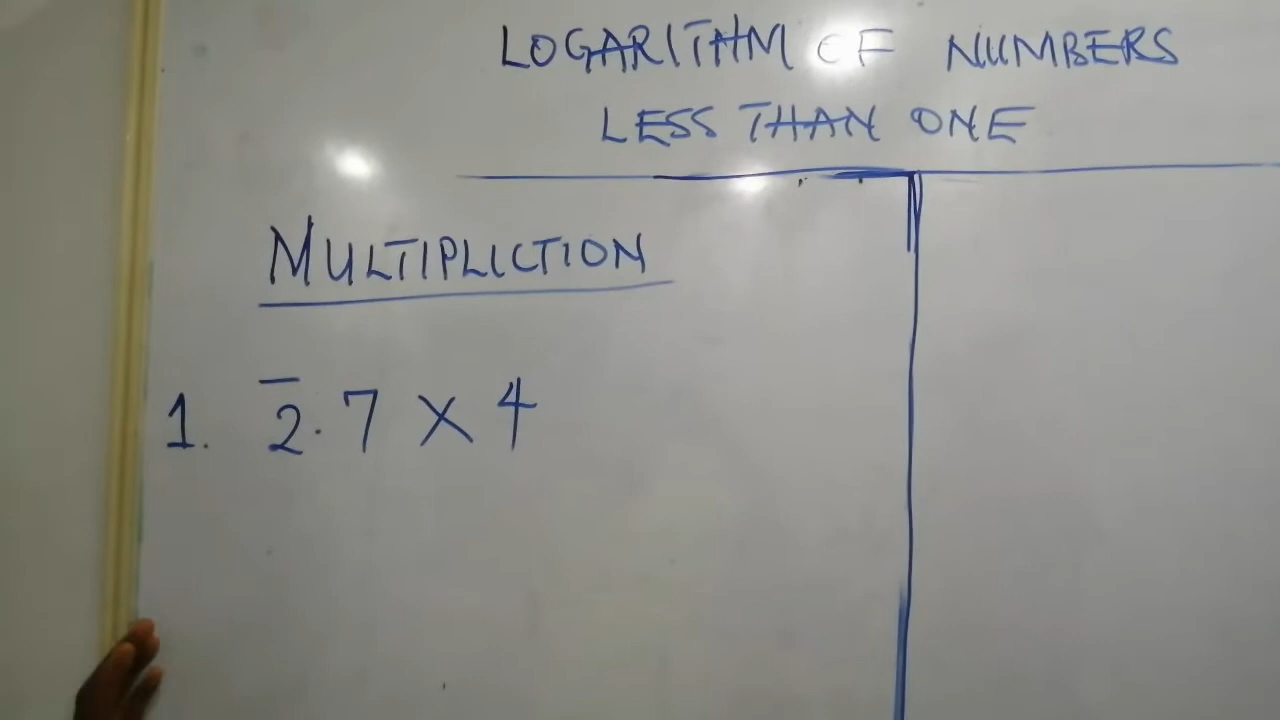 LOGARITHM OF NUMBERS
LESS THAN ONE
MULTIPLICTION
1. 2̅.7 × 4